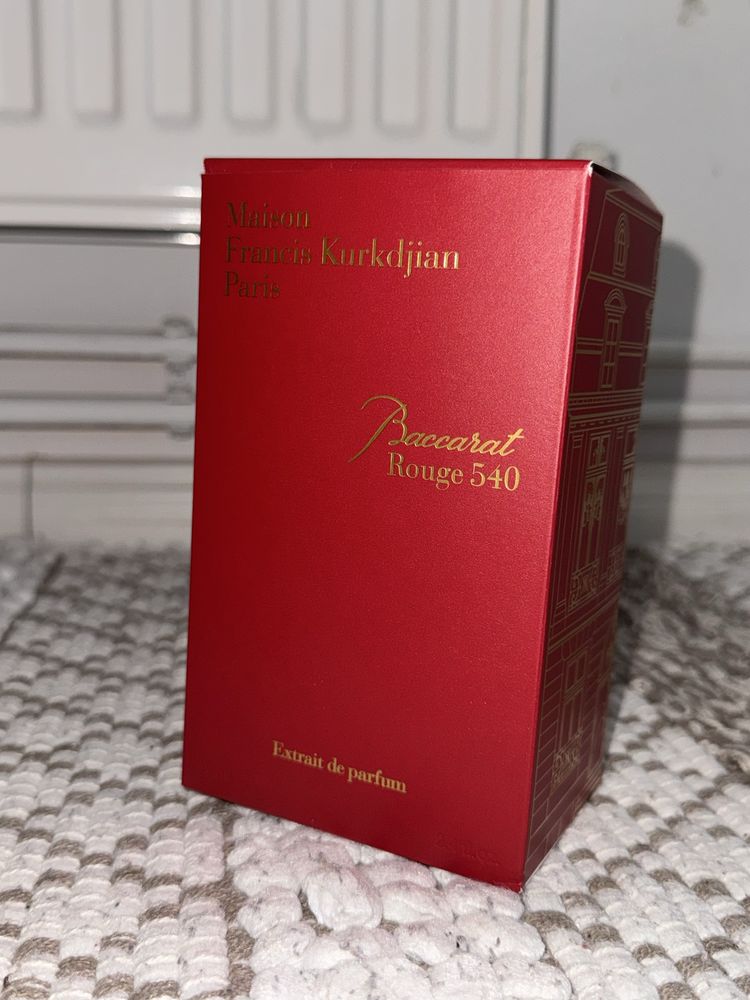 Maison
Francis Kurkdjian
Paris
Baccarat
Rouge 540
Extrait de parfum